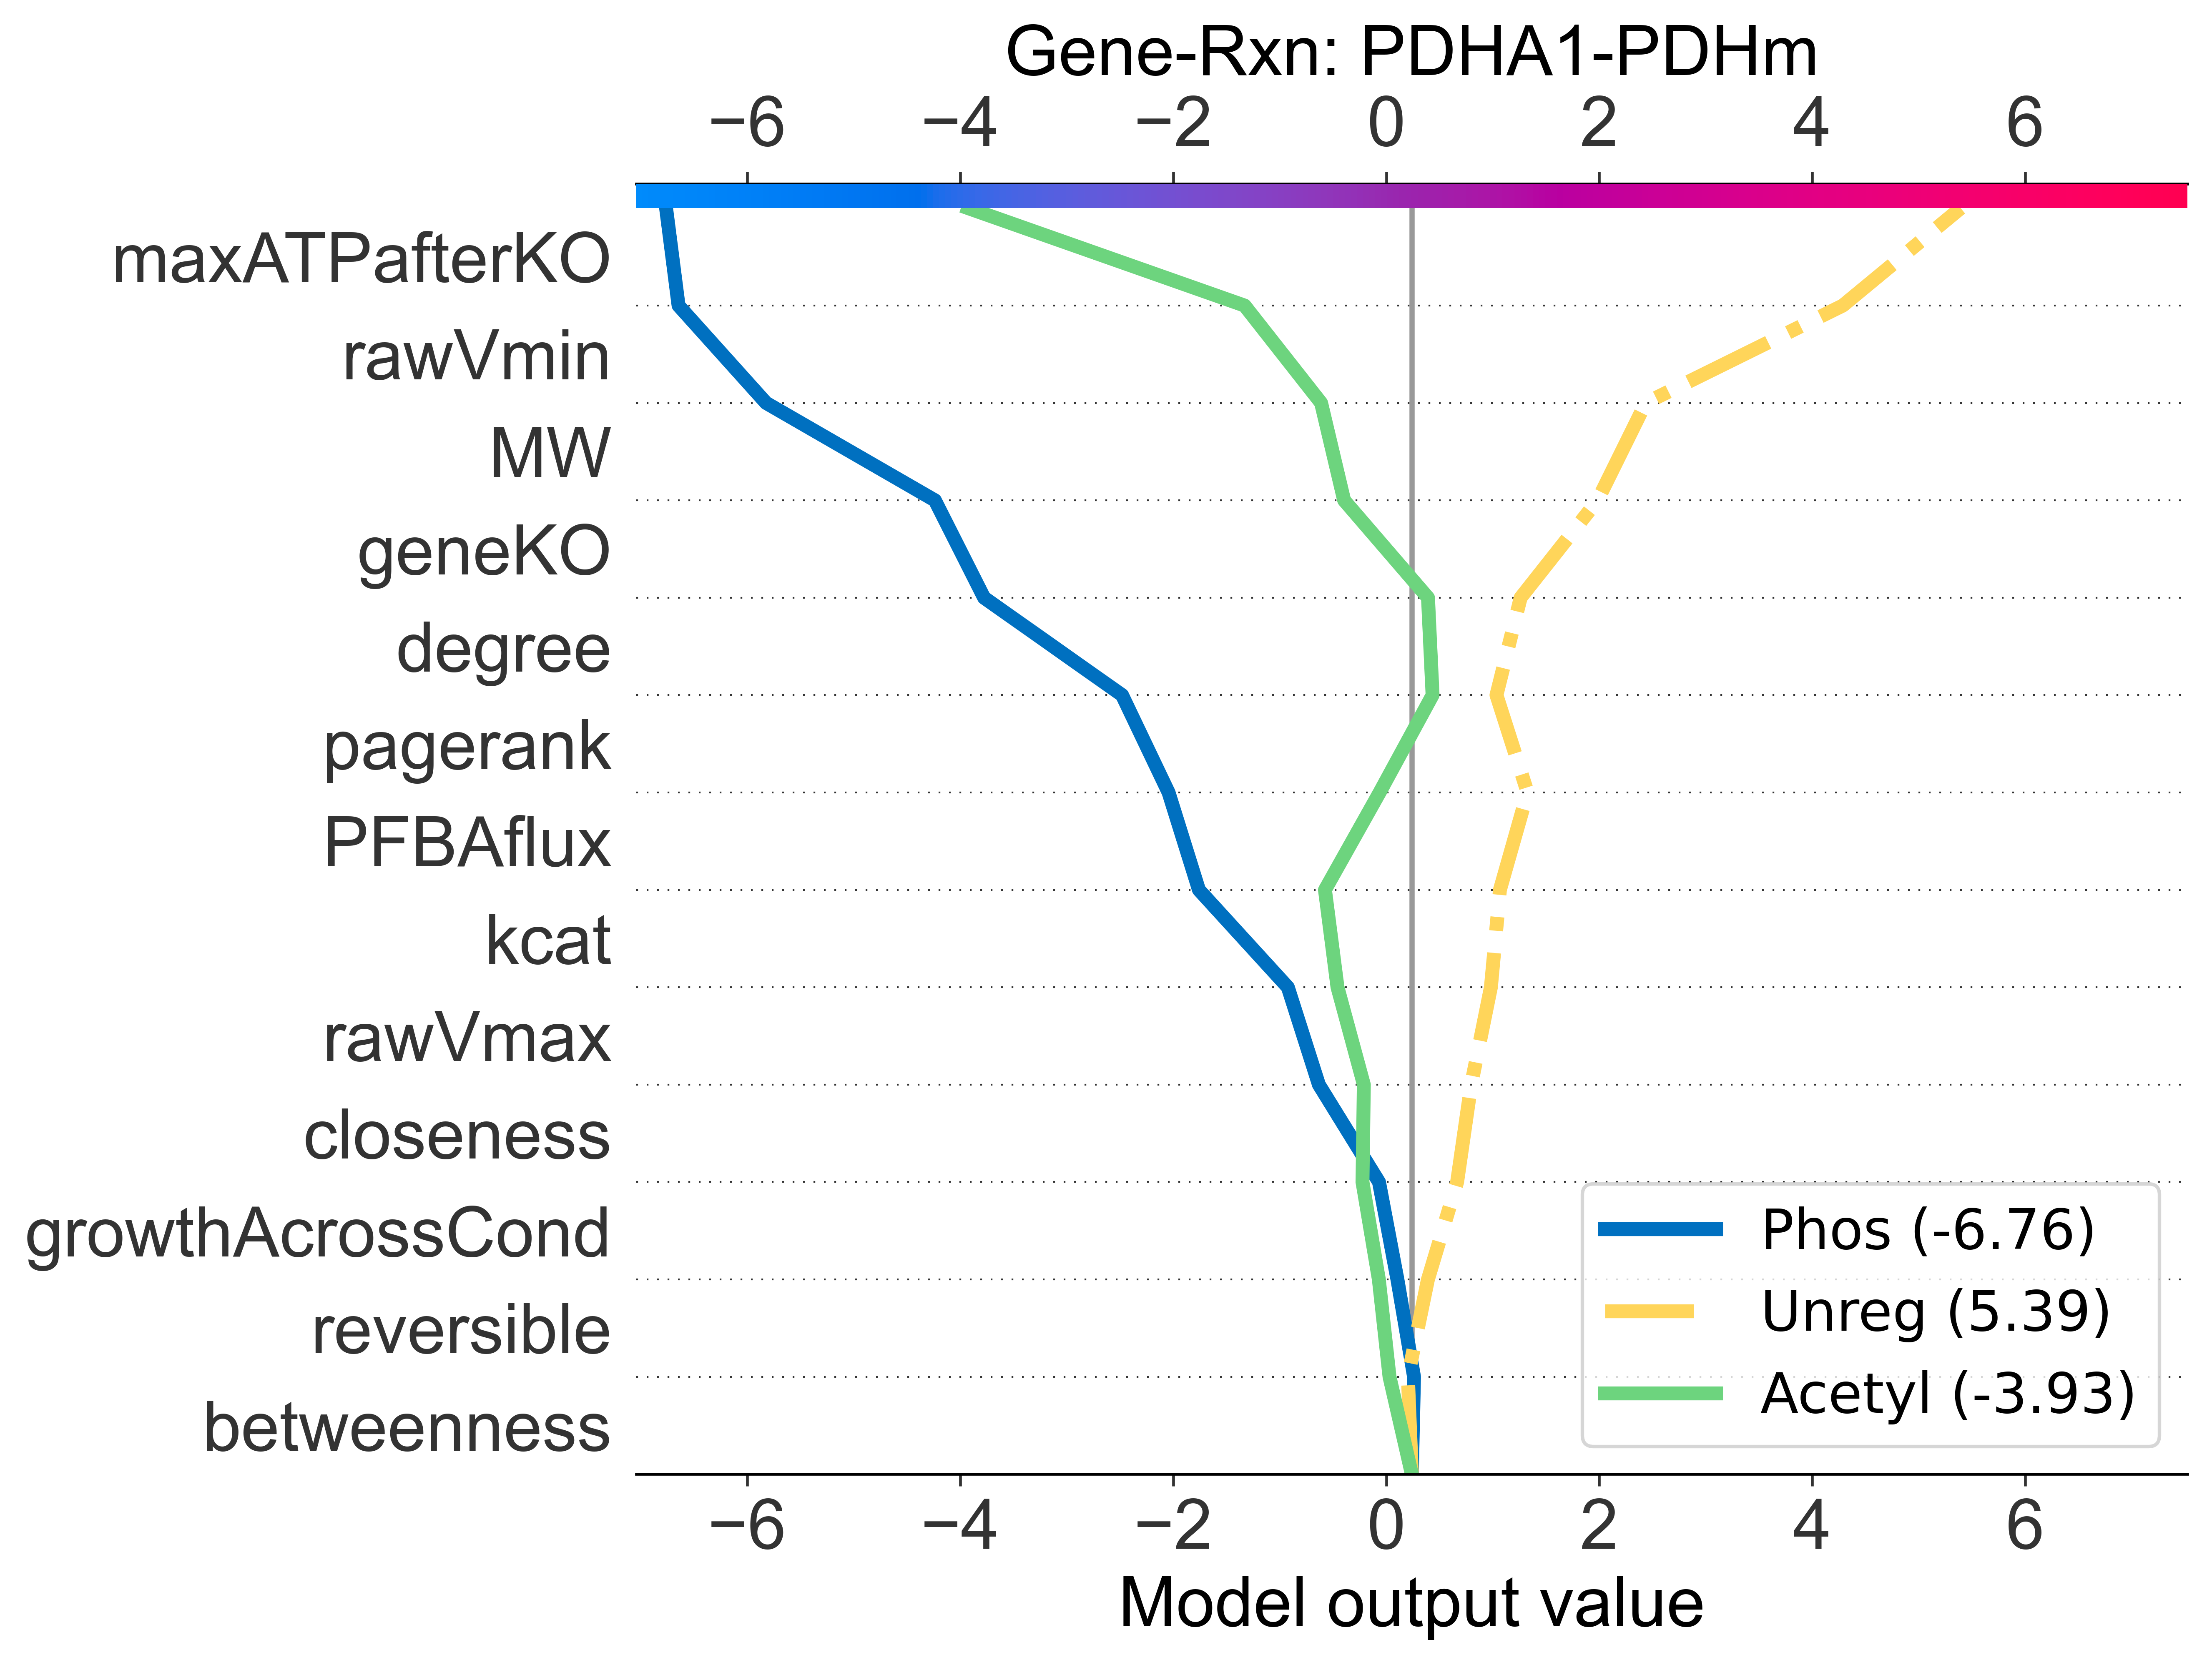 Gene-Rxn: PDHA1-PDHm
−6 −4 −2 0 2 4 6
maxATPafterKO
rawVmin
MW
geneKO
degree
pagerank
PFBAflux
kcat
rawVmax
closeness
growthAcrossCond
reversible
betweenness
Phos (-6.76)
Unreg (5.39)
Acetyl (-3.93)
−6 −4 −2 0 2 4 6
Model output value